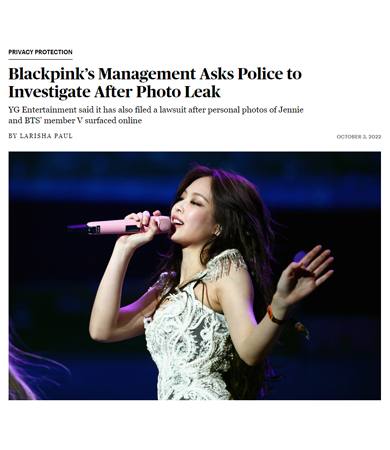 PRIVACY PROTECTION
Blackpink's Management Asks Police to
Investigate After Photo Leak
YG Entertainment said it has also filed a lawsuit after personal photos of Jennie
and BTS' member V surfaced online
BY LARISHA PAUL
OCTOBER 3, 2022